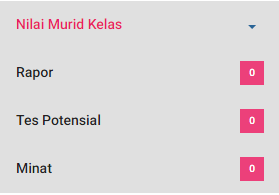 Nilai Murid Kelas
Rapor 0
Tes Potensial 0
Minat 0